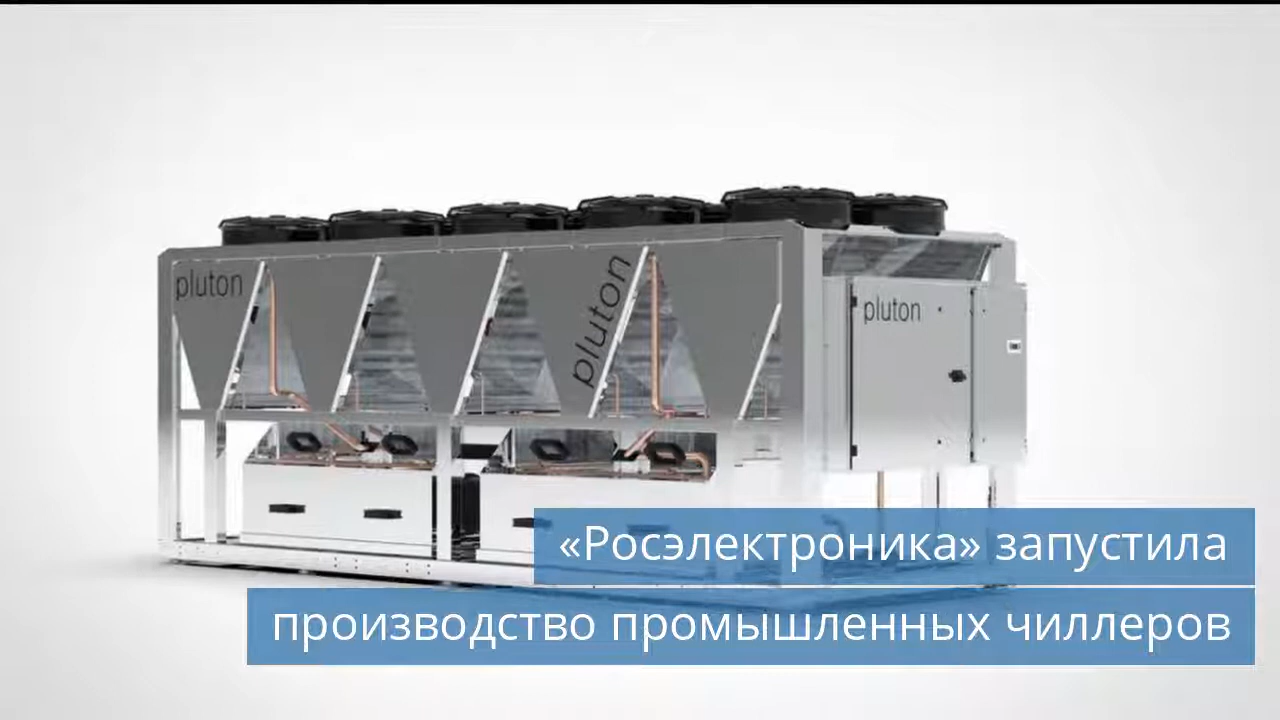 pluton
pluton
pluton
«Росэлектроника» запустила
производство промышленных чиллеров